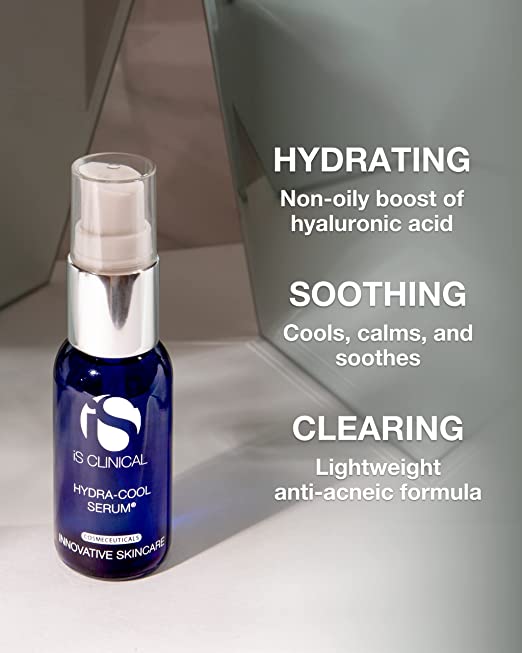 HYDRATING
Non-oily boost of
hyaluronic acid
SOOTHING
Cools, calms, and
soothes
CLEARING
Lightweight
anti-acneic formula
iS
iS CLINICAL
HYDRA-COOL
SERUM®
COSMECEUTICALS
INNOVATIVE SKINCARE